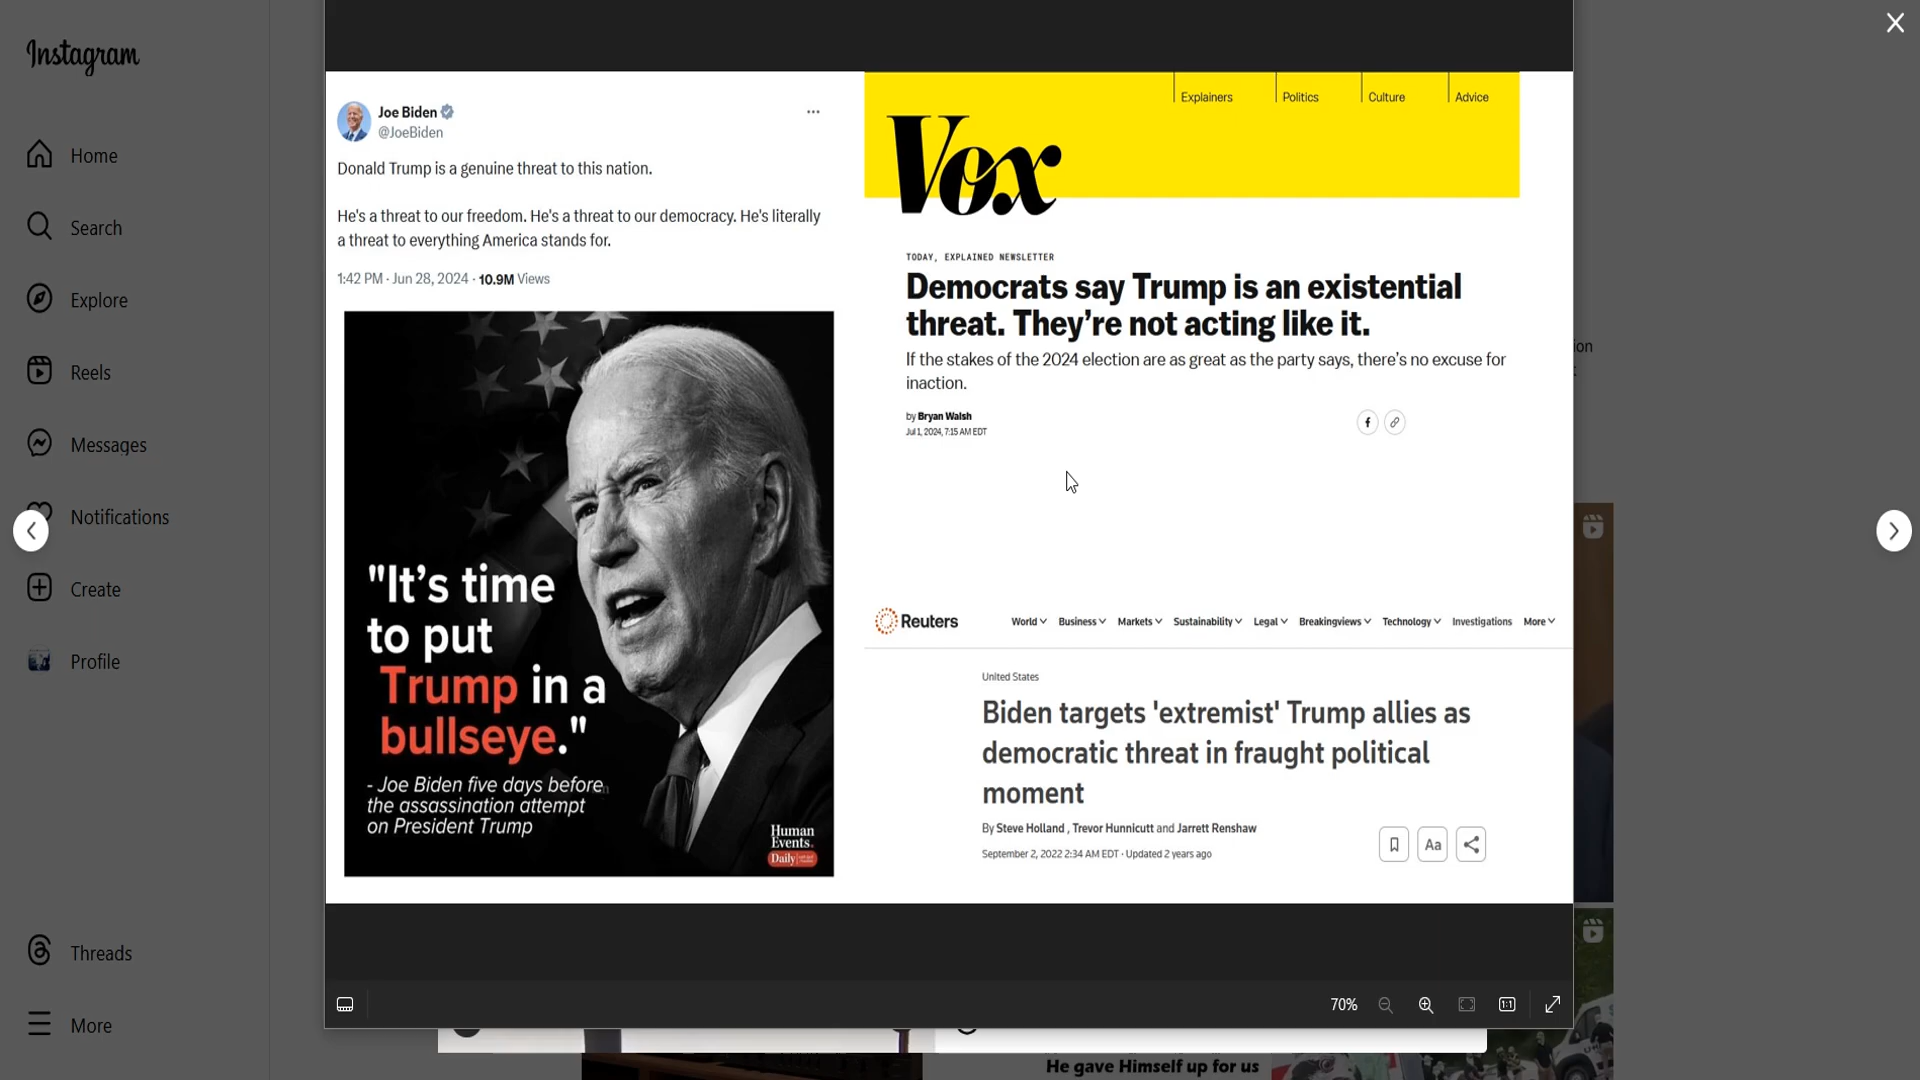 Instagram
Home
Search
Explore
Reels
Messages
Notifications
Create
Profile
Threads
More
Joe Biden
@JoeBiden
Donald Trump is a genuine threat to this nation.
He's a threat to our freedom. He's a threat to our democracy. He's literally
a threat to everything America stands for.
1:42 PM · Jun 28, 2024 · 10.9M Views
"It's time
to put
Trump in a
bullseye."
- Joe Biden five days before
the assassination attempt
on President Trump
Human
Events.
Daily
Explainers Politics Culture Advice
Vox
TODAY, EXPLAINED NEWSLETTER
Democrats say Trump is an existential
threat. They're not acting like it.
If the stakes of the 2024 election are as great as the party says, there's no excuse for
inaction.
by Bryan Walsh
Jul 1, 2024, 7:15 AM EDT
Reuters World Business Markets Sustainability Legal Breakingviews Technology Investigations More
United States
Biden targets 'extremist' Trump allies as
democratic threat in fraught political
moment
By Steve Holland , Trevor Hunnicutt and Jarrett Renshaw
September 2, 2022 2:34 AM EDT · Updated 2 years ago
Aa
70%
1:1
He gave Himself up for us